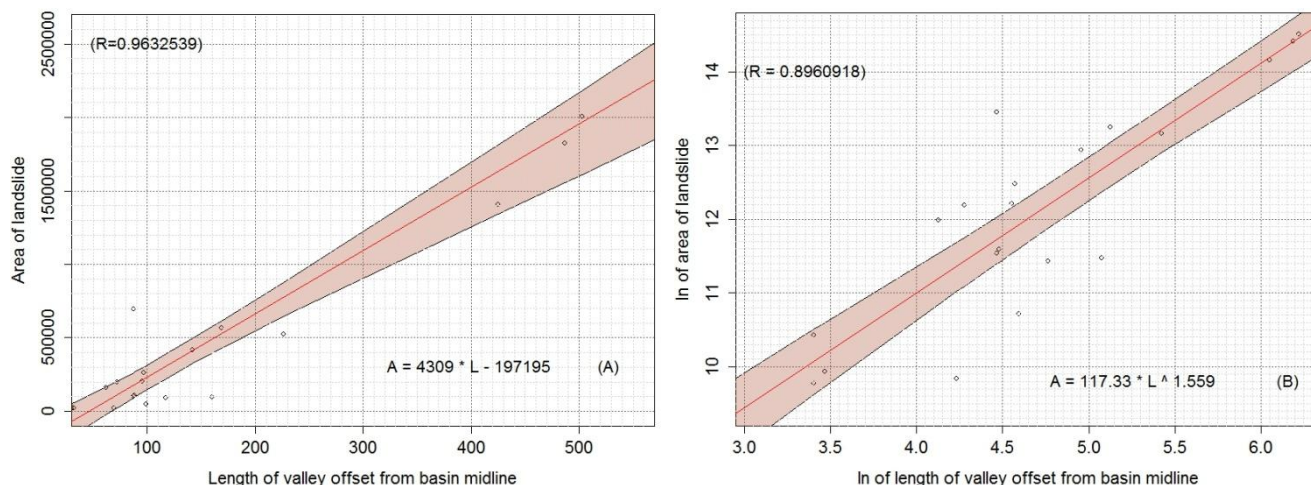 (R=0.9632539)
Area of landslide
0
500000
1500000
2500000
100
200
300
400
500
A = 4309 * L - 197195
(A)
Length of valley offset from basin midline
(R = 0.8960918)
ln of area of landslide
10
11
12
13
14
3.0
3.5
4.0
4.5
5.0
5.5
6.0
A = 117.33 * L ^ 1.559
(B)
ln of length of valley offset from basin midline